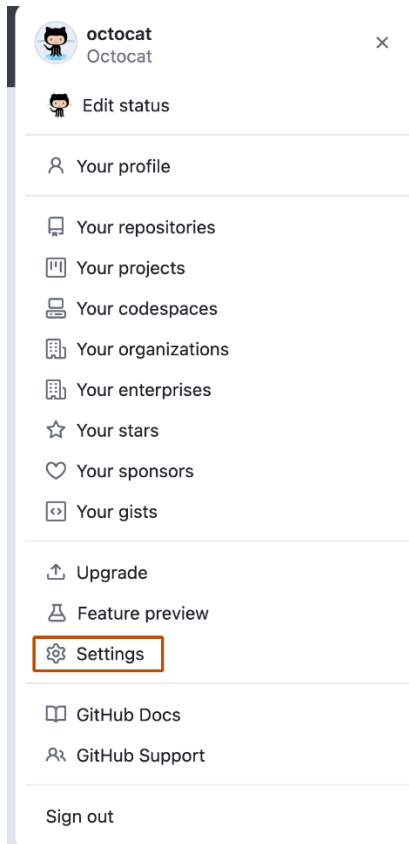 octocat
Octocat
Edit status
Your profile
Your repositories
Your projects
Your codespaces
Your organizations
Your enterprises
Your stars
Your sponsors
Your gists
Upgrade
Feature preview
Settings
GitHub Docs
GitHub Support
Sign out